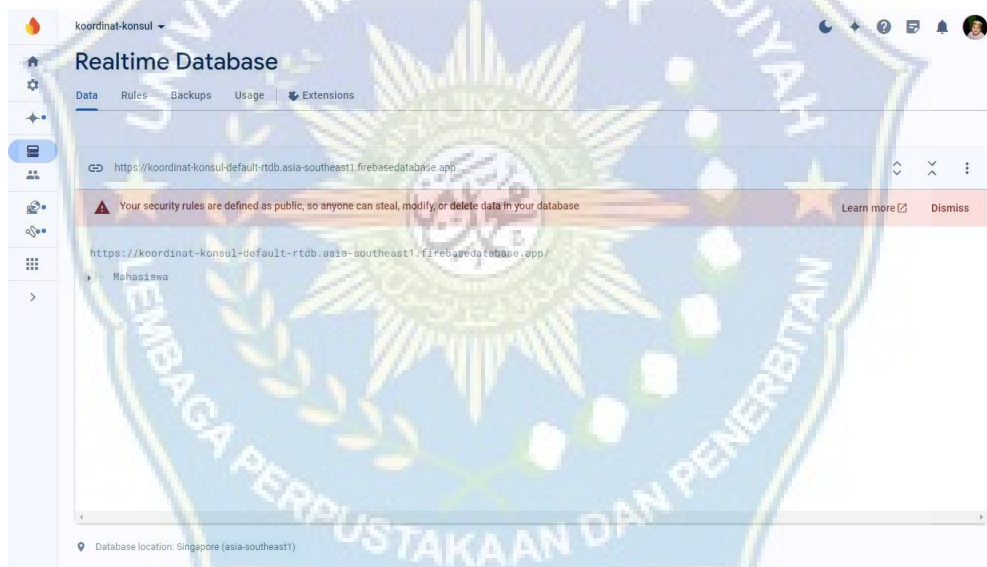 koordinat-konsul
Realtime Database
Data Rules Backups Usage Extensions
https://koordinat-konsul-default-rtdb.asia-southeast1.firebasedatabase.app
Your security rules are defined as public, so anyone can steal, modify, or delete data in your database
Learn more Dismiss
https://koordinat-konsul-default-rtdb.asia-southeast1.firebasedatabase.app/
Mahasiswa
Database location: Singapore (asia-southeast1)
LEMBAGA PERPUSTAKAAN DAN PENERBITAN